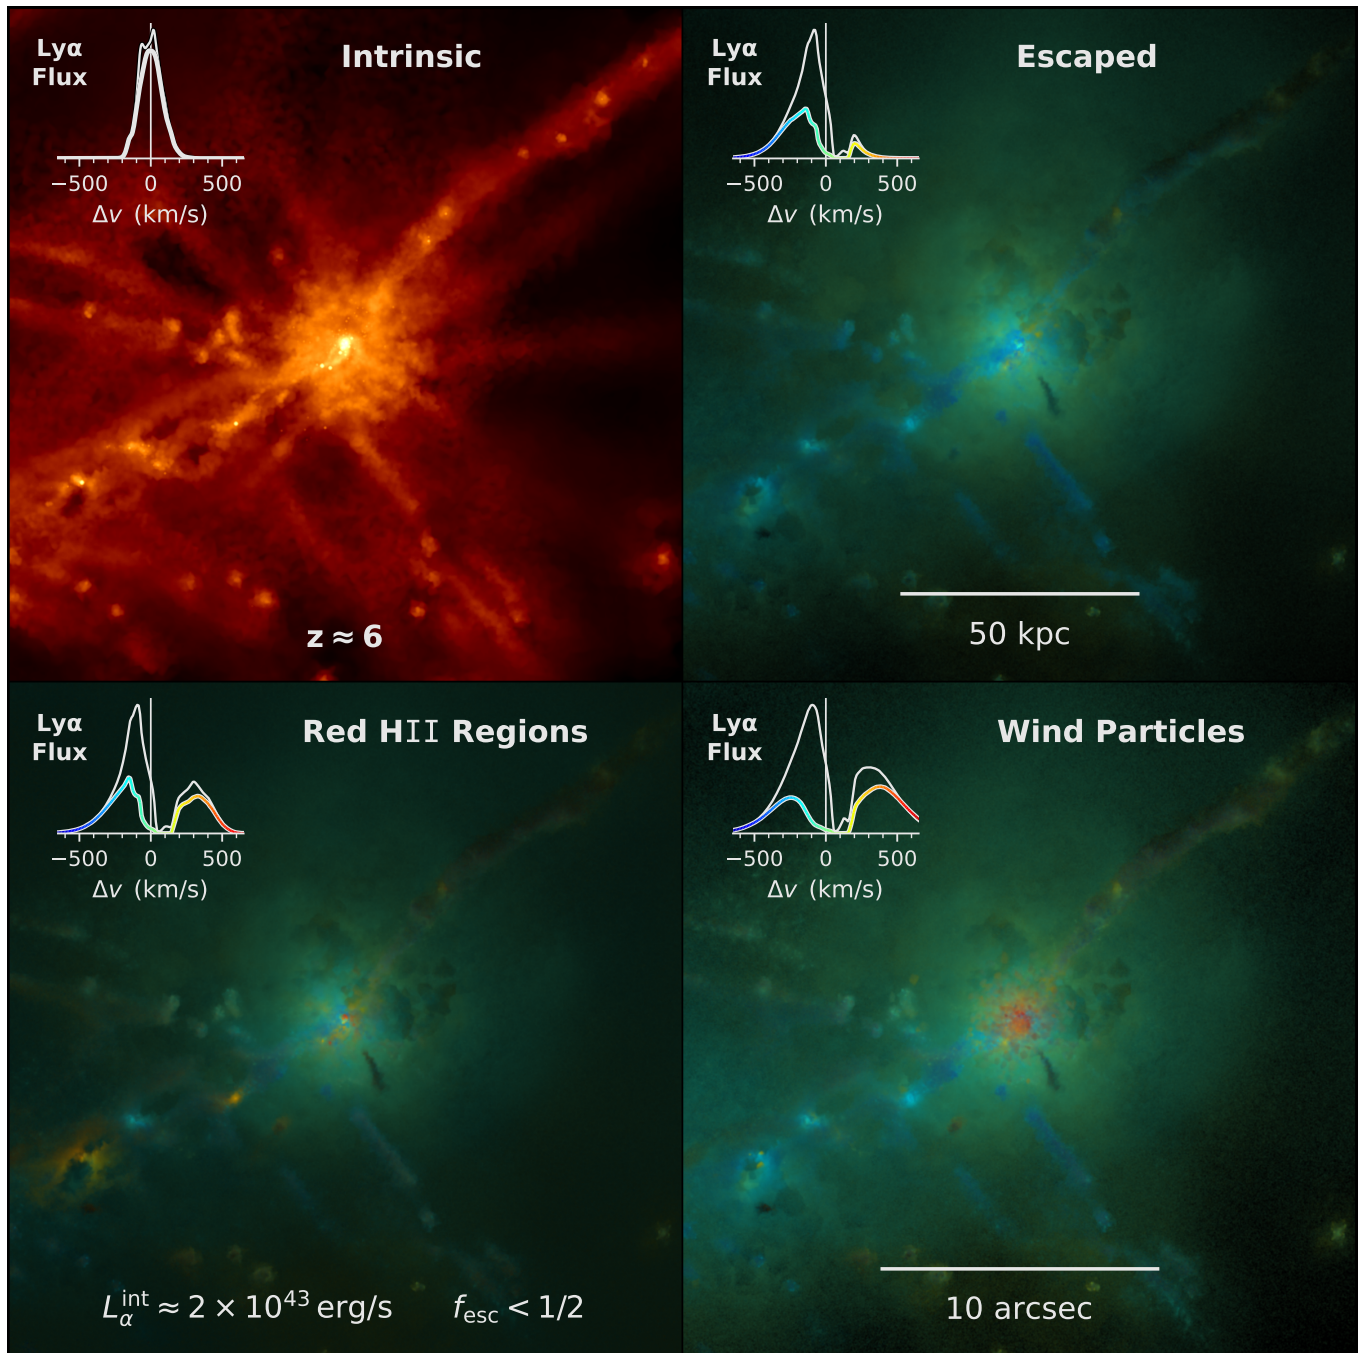 Lyα
Flux
Intrinsic
−500 0 500
Δv (km/s)
z ≈ 6
Lyα
Flux
Escaped
−500 0 500
Δv (km/s)
50 kpc
Lyα
Flux
Red HII Regions
−500 0 500
Δv (km/s)
L_α^int ≈ 2 × 10^43 erg/s f_esc < 1/2
Lyα
Flux
Wind Particles
−500 0 500
Δv (km/s)
10 arcsec